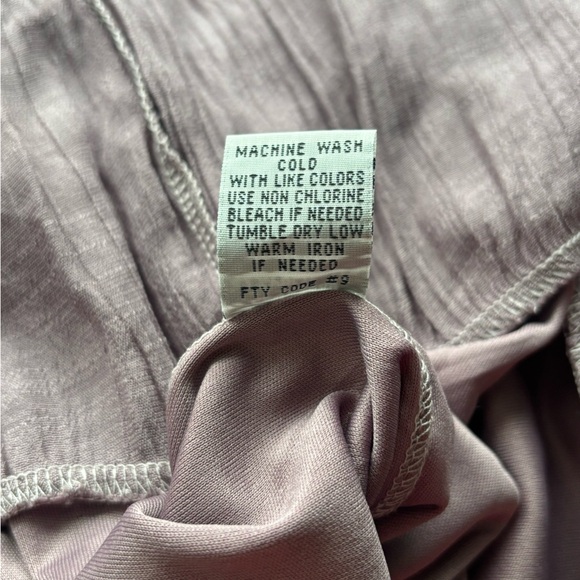 MACHINE WASH
COLD
WITH LIKE COLORS
USE NON CHLORINE
BLEACH IF NEEDED
TUMBLE DRY LOW
WARM IRON
IF NEEDED
FTY CODE #9